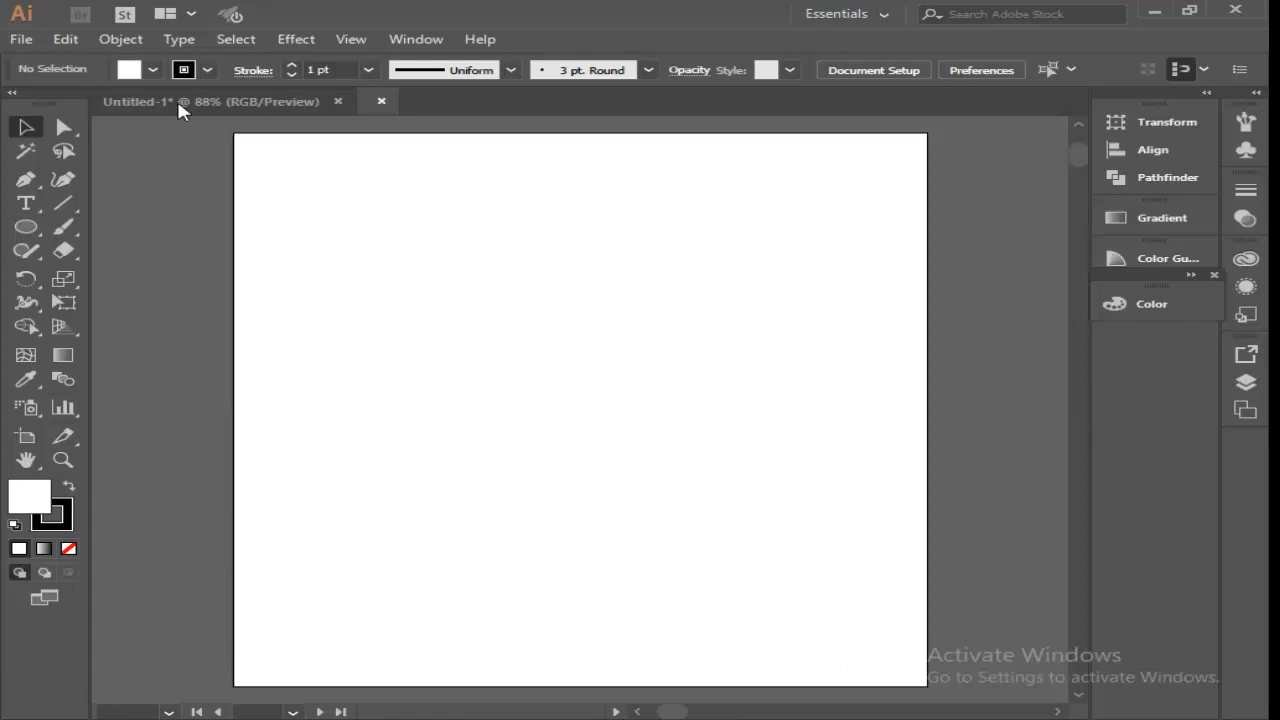 Ai Br St Essentials Search Adobe Stock
File Edit Object Type Select Effect View Window Help
No Selection Stroke: 1 pt Uniform 3 pt. Round Opacity Style: Document Setup Preferences
Untitled-1* @ 88% (RGB/Preview)
Transform
Align
Pathfinder
Gradient
Color Gu...
Color
Activate Windows
Go to Settings to activate Windows.